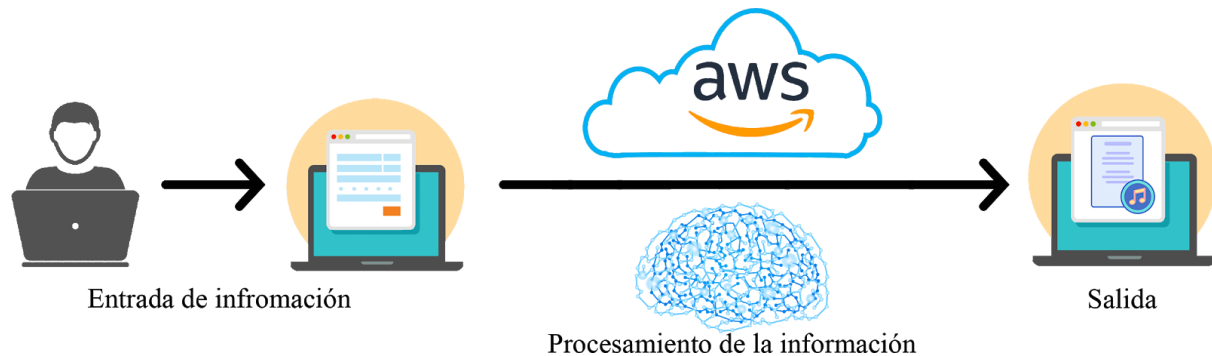 aws
Entrada de infromación
Salida
Procesamiento de la información